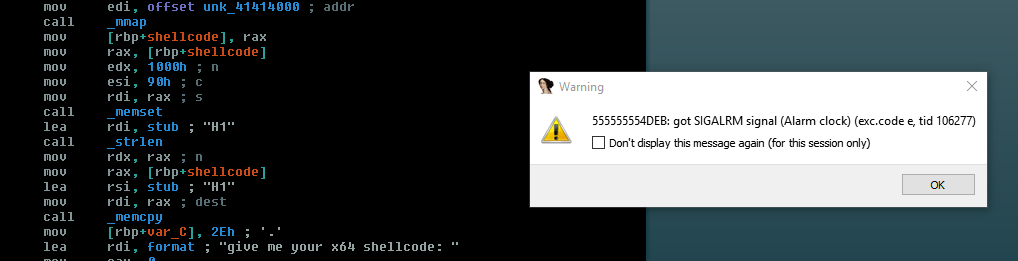 mov edi, offset unk_41414000 ; addr
call _mmap
mov [rbp+shellcode], rax
mov rax, [rbp+shellcode]
mov edx, 1000h ; n
mov esi, 90h ; c
mov rdi, rax ; s
call _memset
lea rdi, stub ; "H1"
call _strlen
mov rdx, rax ; n
mov rax, [rbp+shellcode]
lea rsi, stub ; "H1"
mov rdi, rax ; dest
call _memcpy
mov [rbp+var_C], 2Eh ; '.'
lea rdi, format ; "give me your x64 shellcode: "
mov eax, 0
Warning
555555554DEB: got SIGALRM signal (Alarm clock) (exc.code e, tid 106277)
Don't display this message again (for this session only)
OK